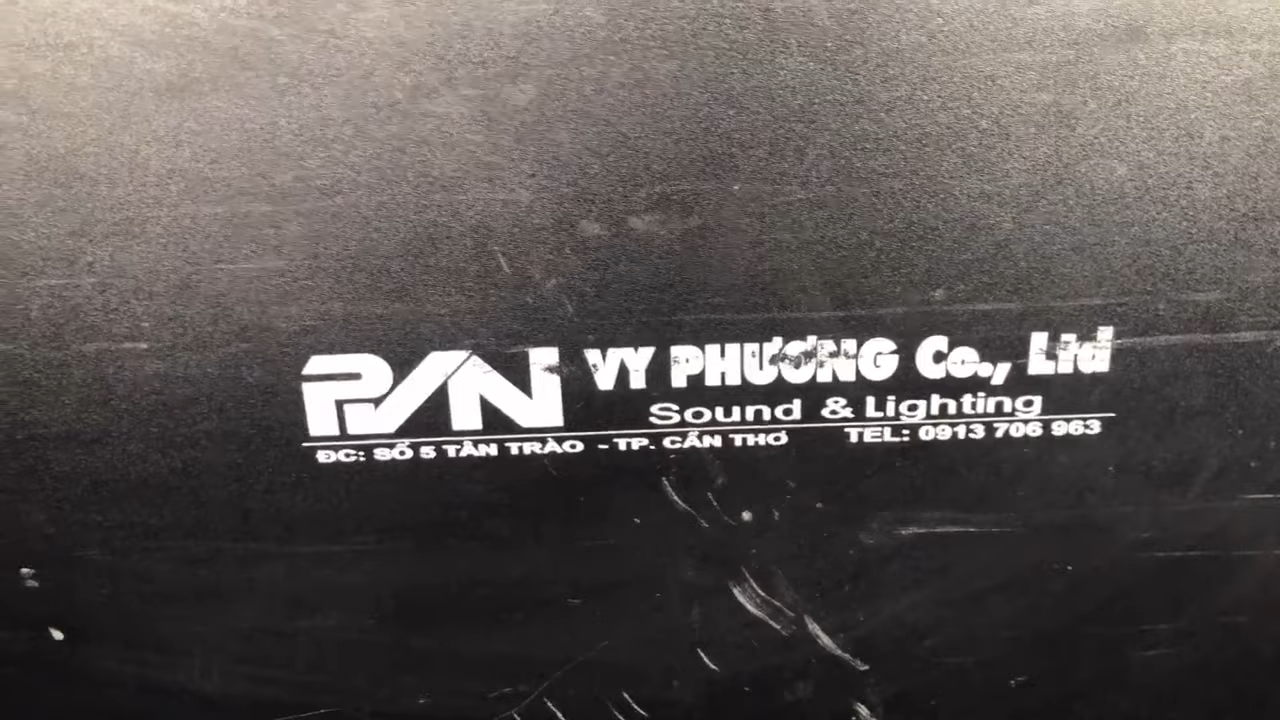 PVN VY PHƯƠNG Co., Ltd
Sound & Lighting
ĐC: SỐ 5 TÂN TRÀO - TP. CẦN THƠ TEL: 0913 706 963